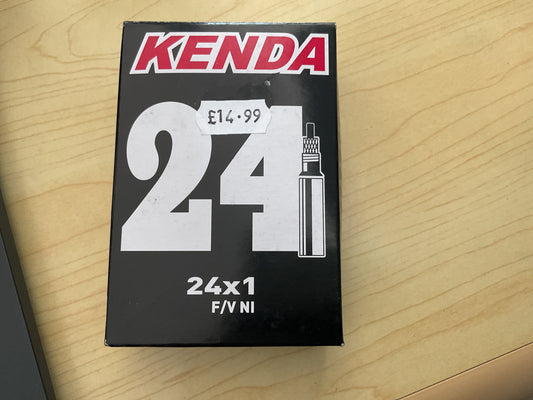 KENDA
£14.99
24
24x1
F/V NI